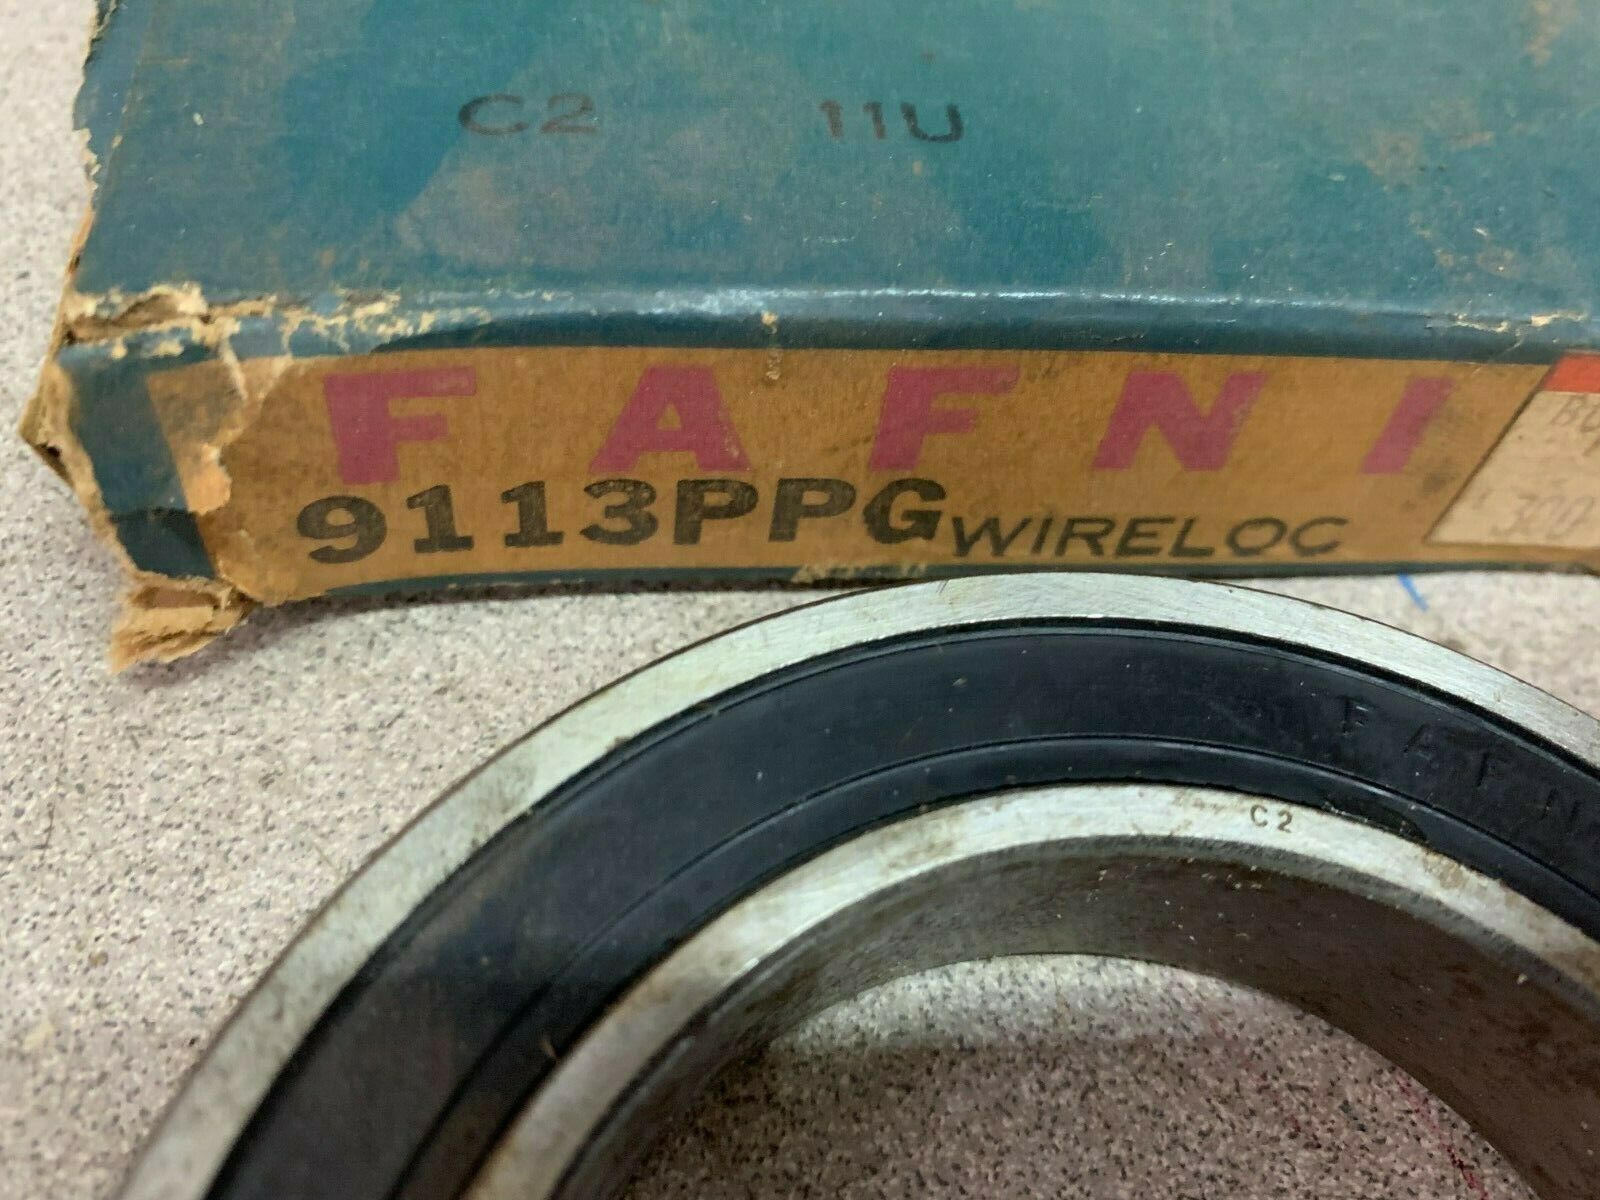 C2 11U
FAFNI
9113PPG WIRELOC
FAFN
C2